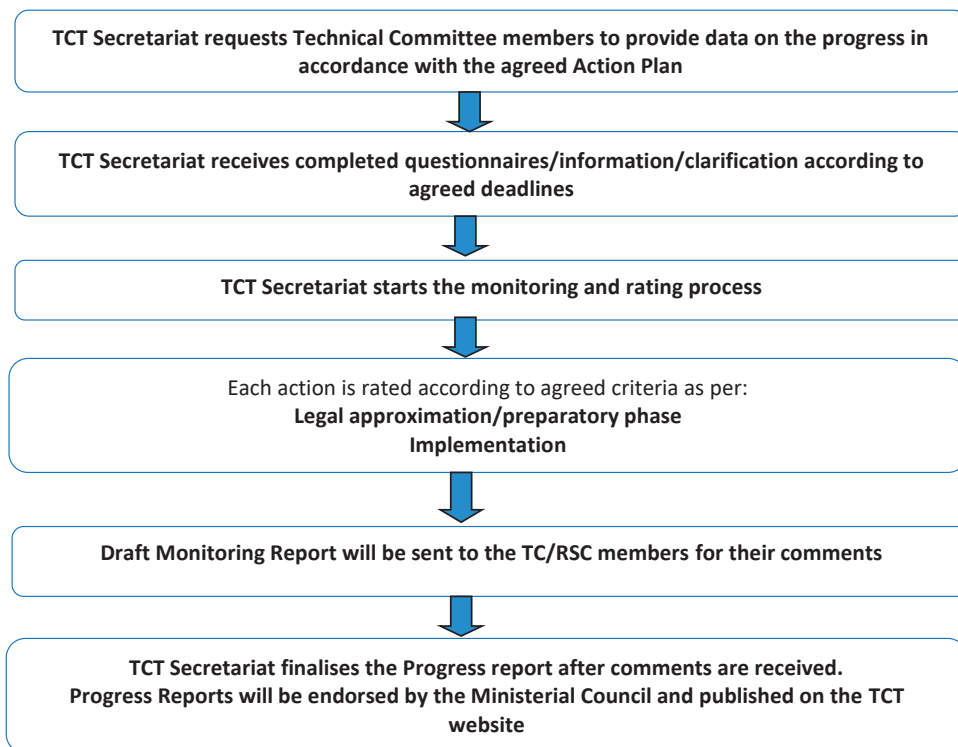 TCT Secretariat requests Technical Committee members to provide data on the progress in
accordance with the agreed Action Plan
TCT Secretariat receives completed questionnaires/information/clarification according to
agreed deadlines
TCT Secretariat starts the monitoring and rating process
Each action is rated according to agreed criteria as per:
Legal approximation/preparatory phase
Implementation
Draft Monitoring Report will be sent to the TC/RSC members for their comments
TCT Secretariat finalises the Progress report after comments are received.
Progress Reports will be endorsed by the Ministerial Council and published on the TCT
website